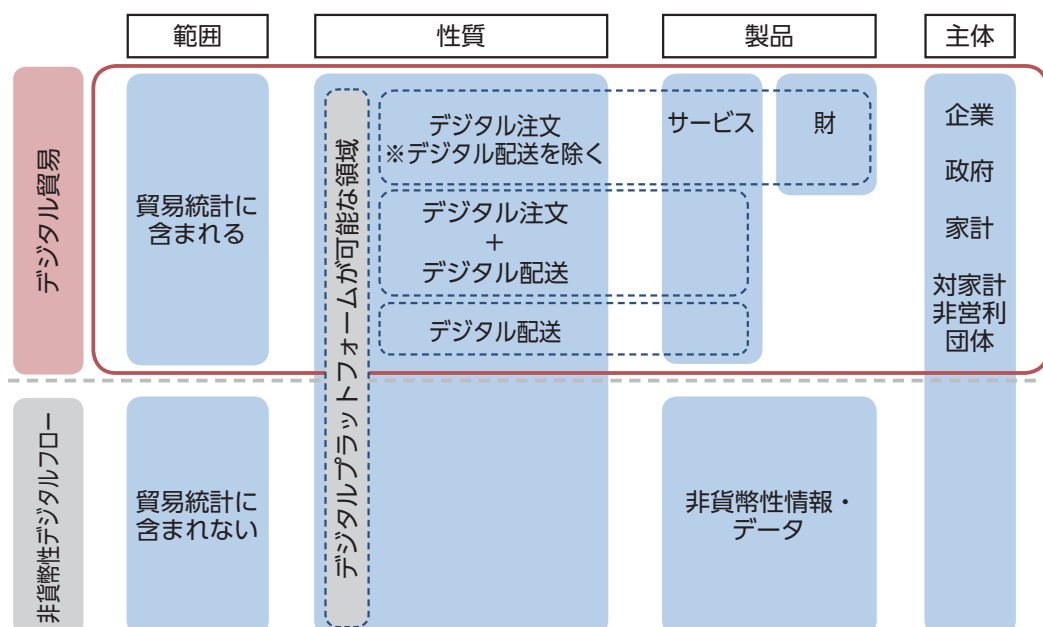 範囲
性質
製品
主体
デジタル貿易
貿易統計に
含まれる
デジタルプラットフォームが可能な領域
デジタル注文
※デジタル配送を除く
サービス
財
デジタル注文
+
デジタル配送
デジタル配送
企業
政府
家計
対家計
非営利
団体
非貨幣性デジタルフロー
貿易統計に
含まれない
非貨幣性情報・
データ